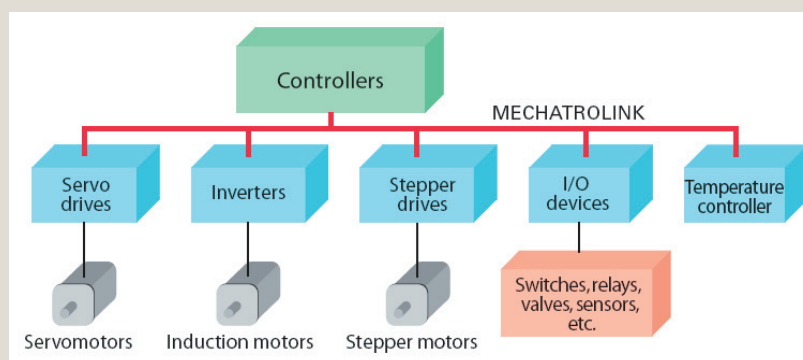 Controllers
MECHATROLINK
Servo
drives
Inverters
Stepper
drives
I/O
devices
Temperature
controller
Servomotors
Induction motors
Stepper motors
Switches, relays,
valves, sensors,
etc.